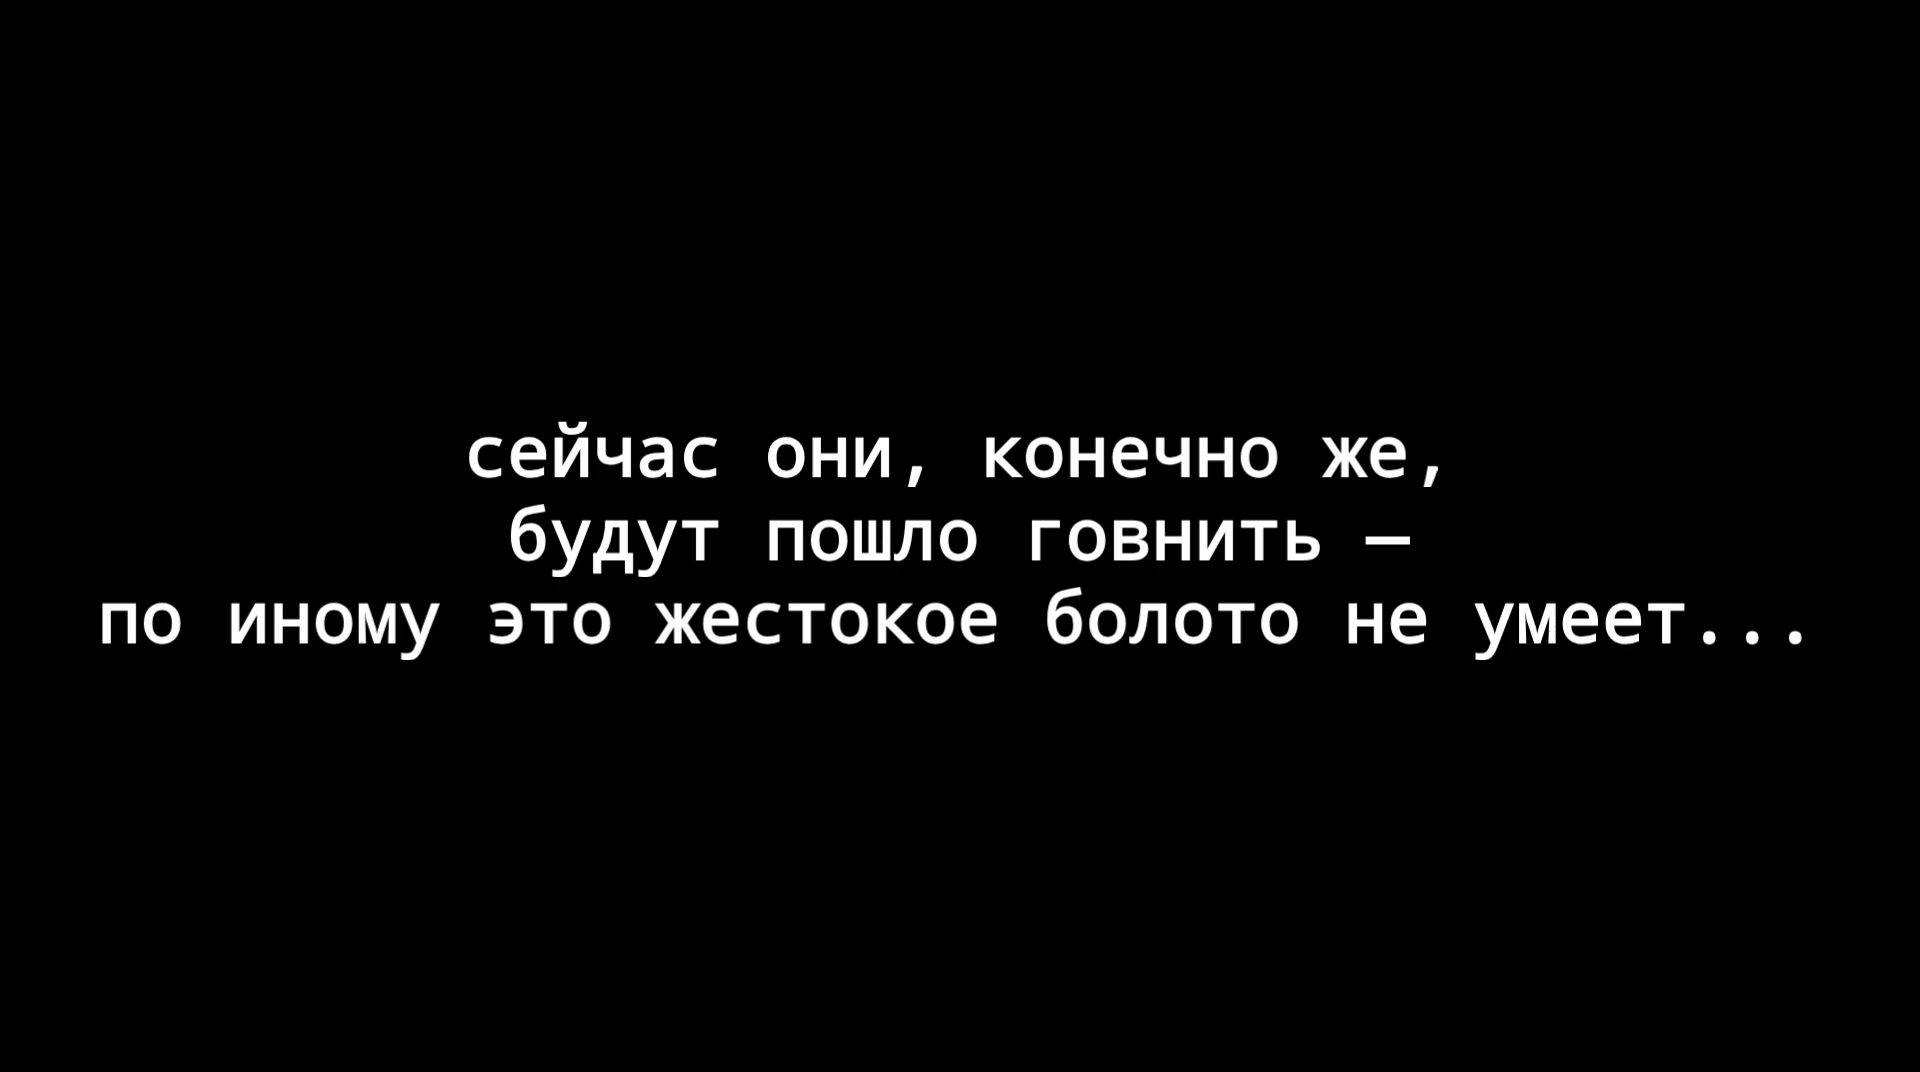 сейчас они, конечно же,
будут пошло говнить —
по иному это жестокое болото не умеет...